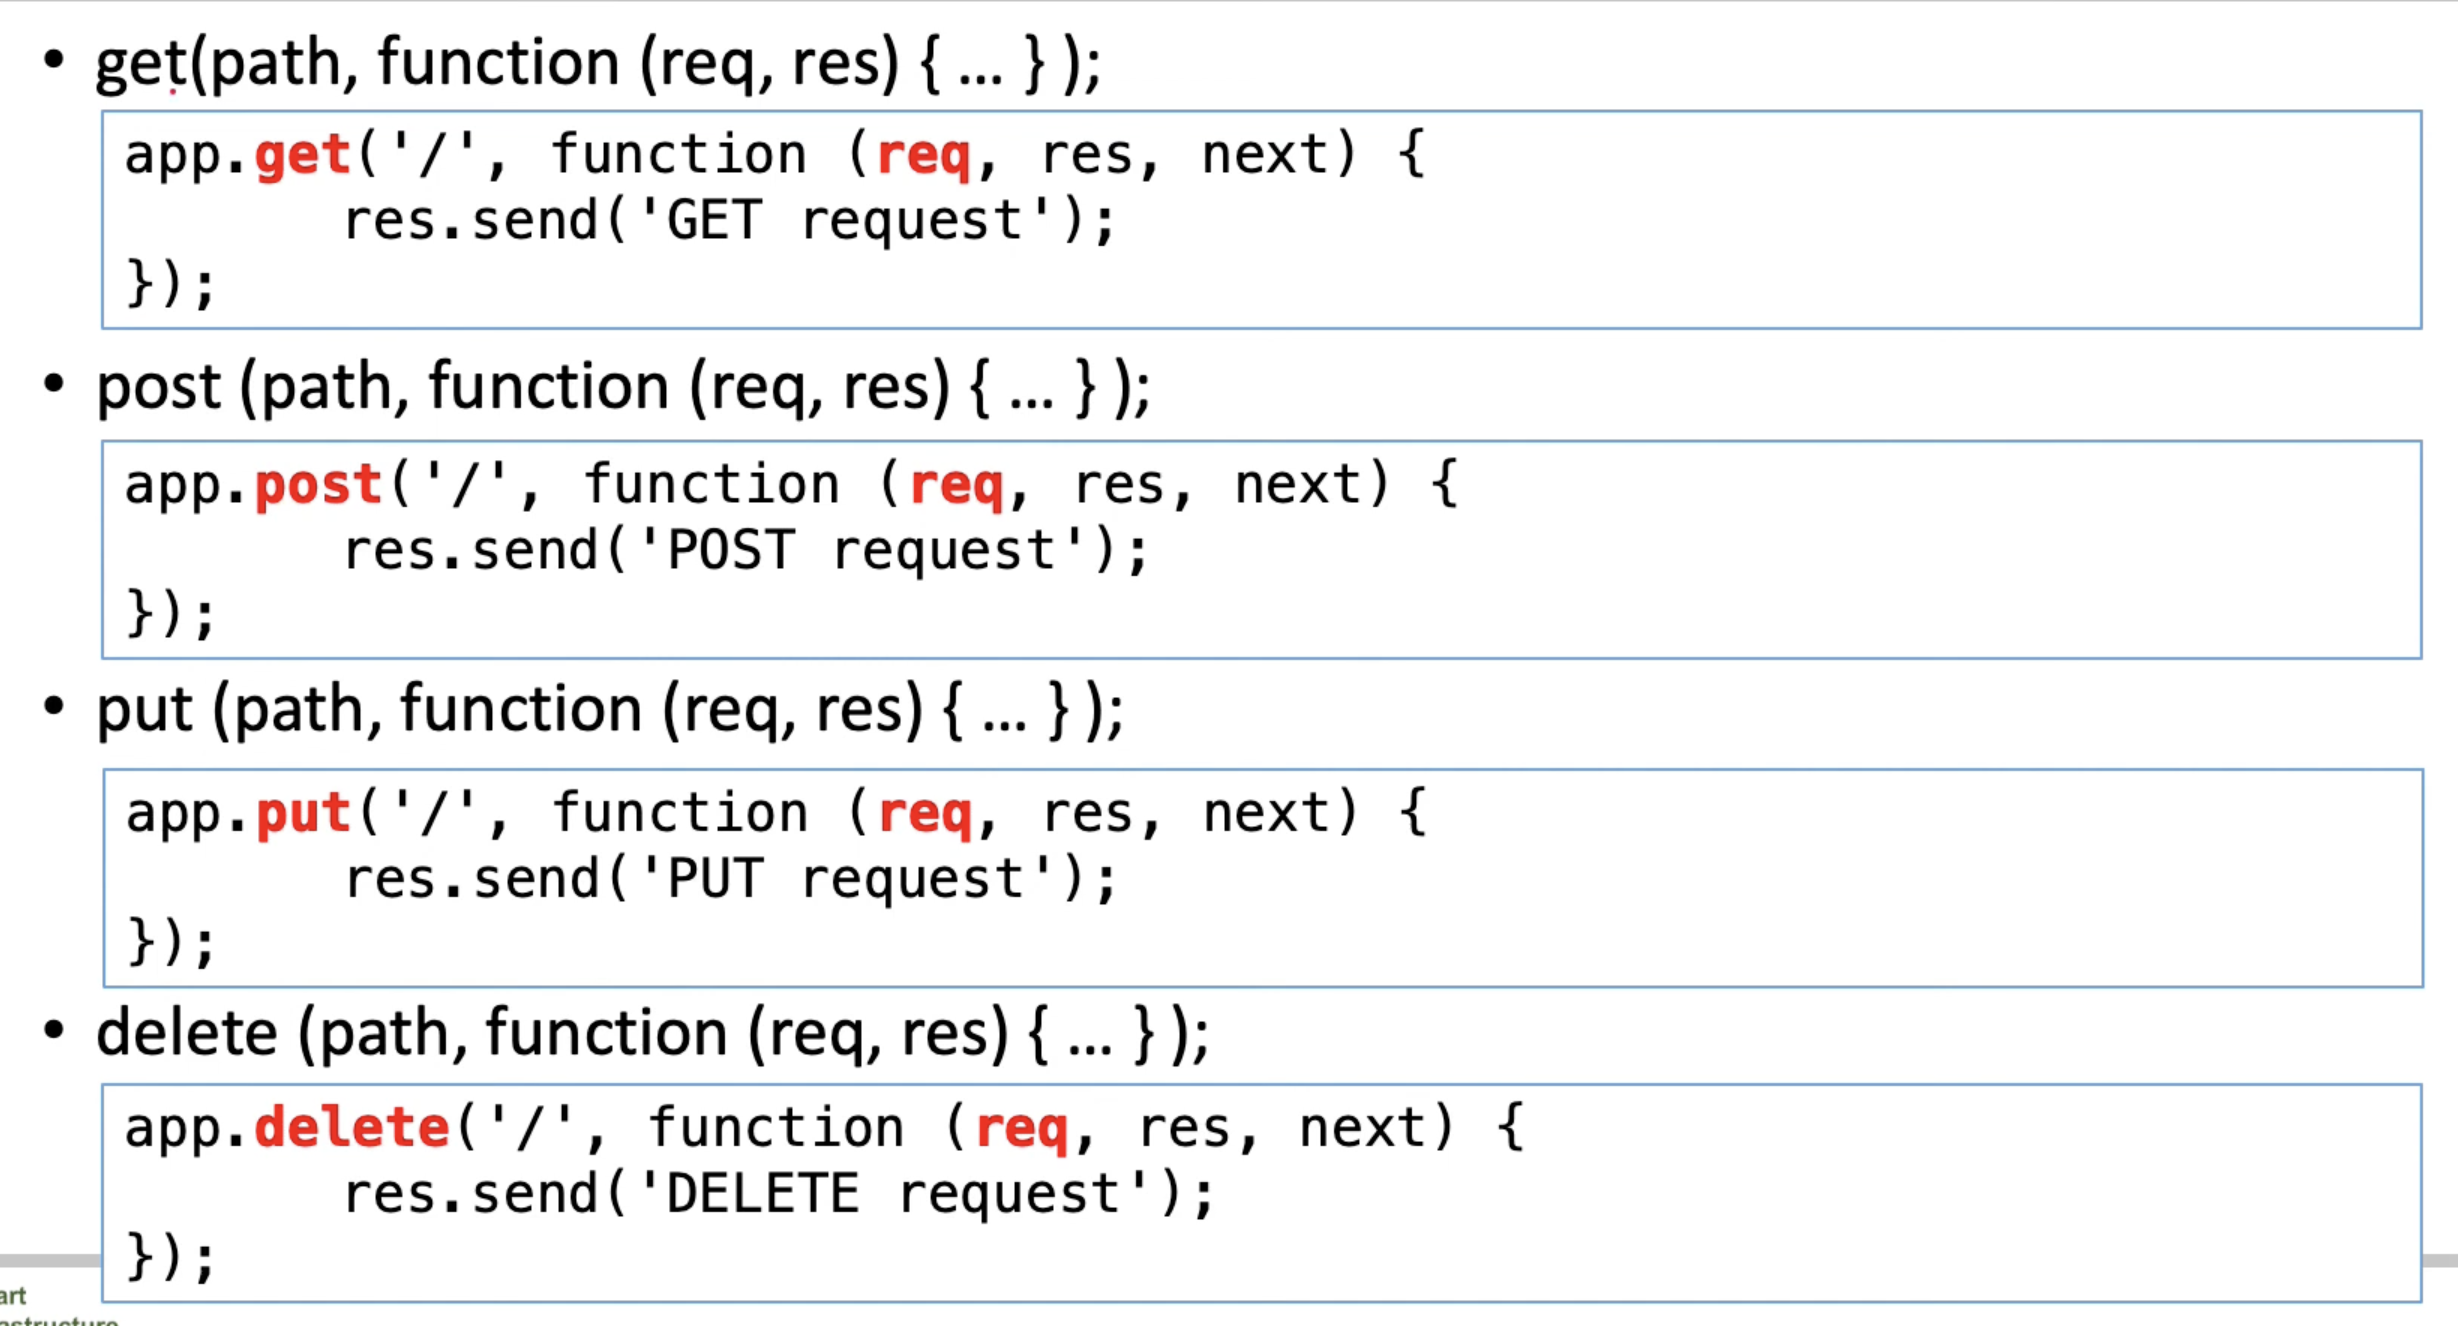 • get(path, function (req, res) { ... } );
app.get('/', function (req, res, next) {
res.send('GET request');
});
• post (path, function (req, res) { ... } );
app.post('/', function (req, res, next) {
res.send('POST request');
});
• put (path, function (req, res) { ... } );
app.put('/', function (req, res, next) {
res.send('PUT request');
});
• delete (path, function (req, res) { ... } );
app.delete('/', function (req, res, next) {
res.send('DELETE request');
});
art